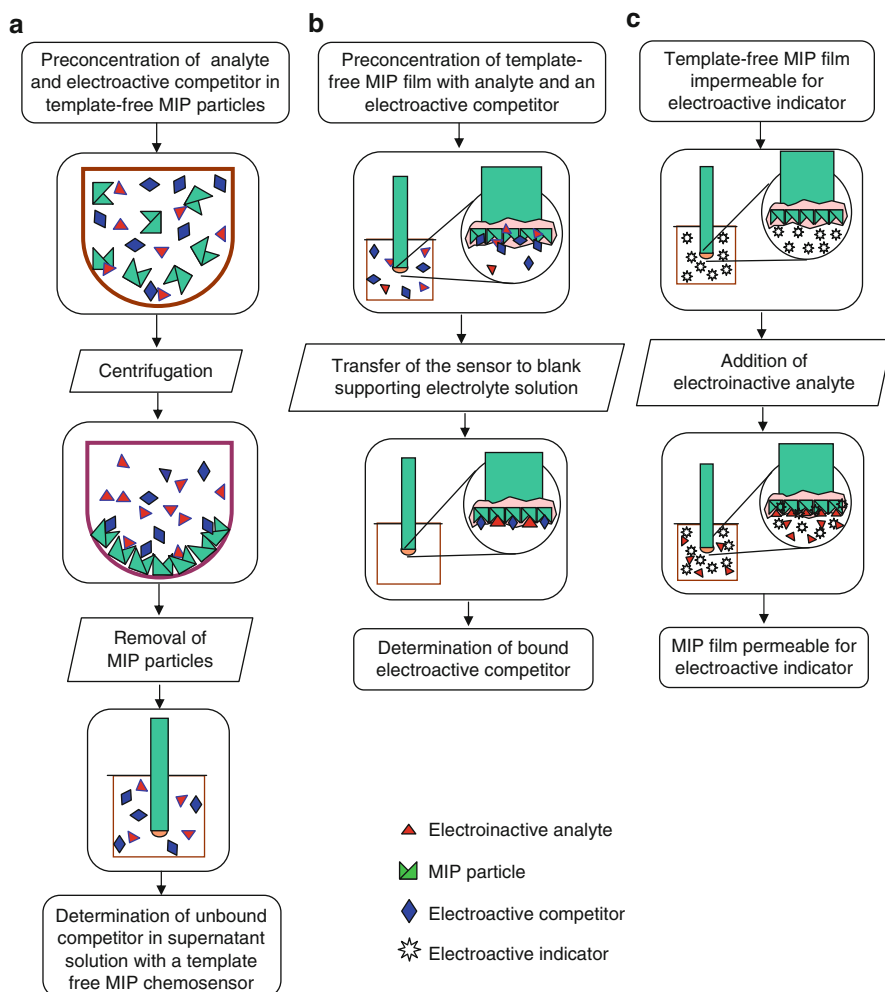 a
Preconcentration of analyte
and electroactive competitor in
template-free MIP particles
Centrifugation
Removal of
MIP particles
Determination of unbound
competitor in supernatant
solution with a template
free MIP chemosensor
b
Preconcentration of template-
free MIP film with analyte and an
electroactive competitor
Transfer of the sensor to blank
supporting electrolyte solution
Determination of bound
electroactive competitor
c
Template-free MIP film
impermeable for
electroactive indicator
Addition of
electroinactive analyte
MIP film permeable for
electroactive indicator
Electroinactive analyte
MIP particle
Electroactive competitor
Electroactive indicator